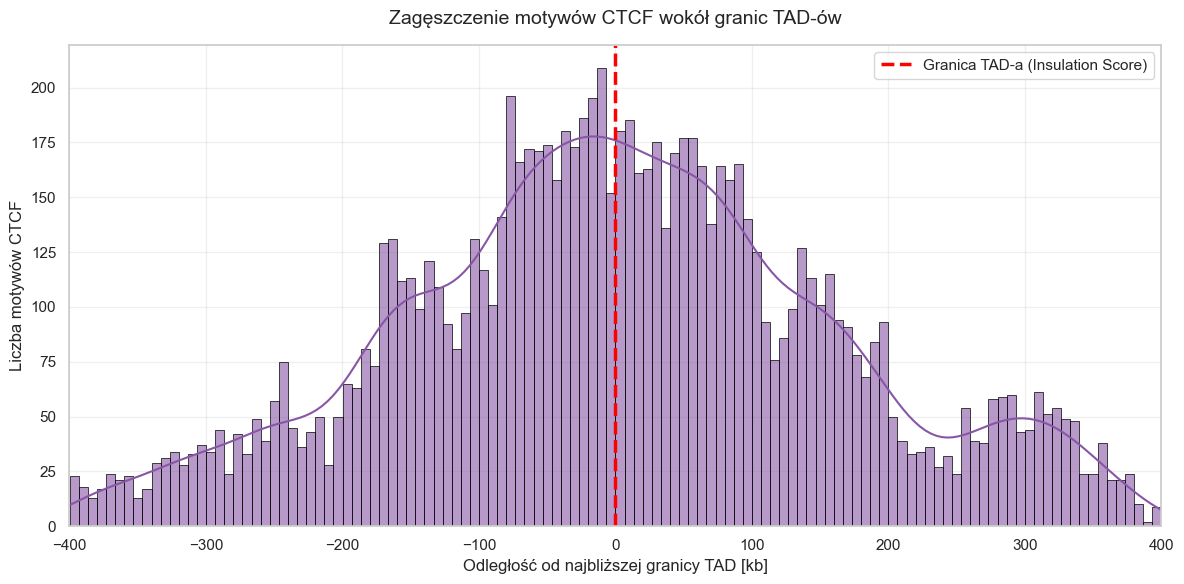 Zagęszczenie motywów CTCF wokół granic TAD-ów
Granica TAD-a (Insulation Score)
Liczba motywów CTCF
200
175
150
125
100
75
50
25
0
−400 −300 −200 −100 0 100 200 300 400
Odległość od najbliższej granicy TAD [kb]